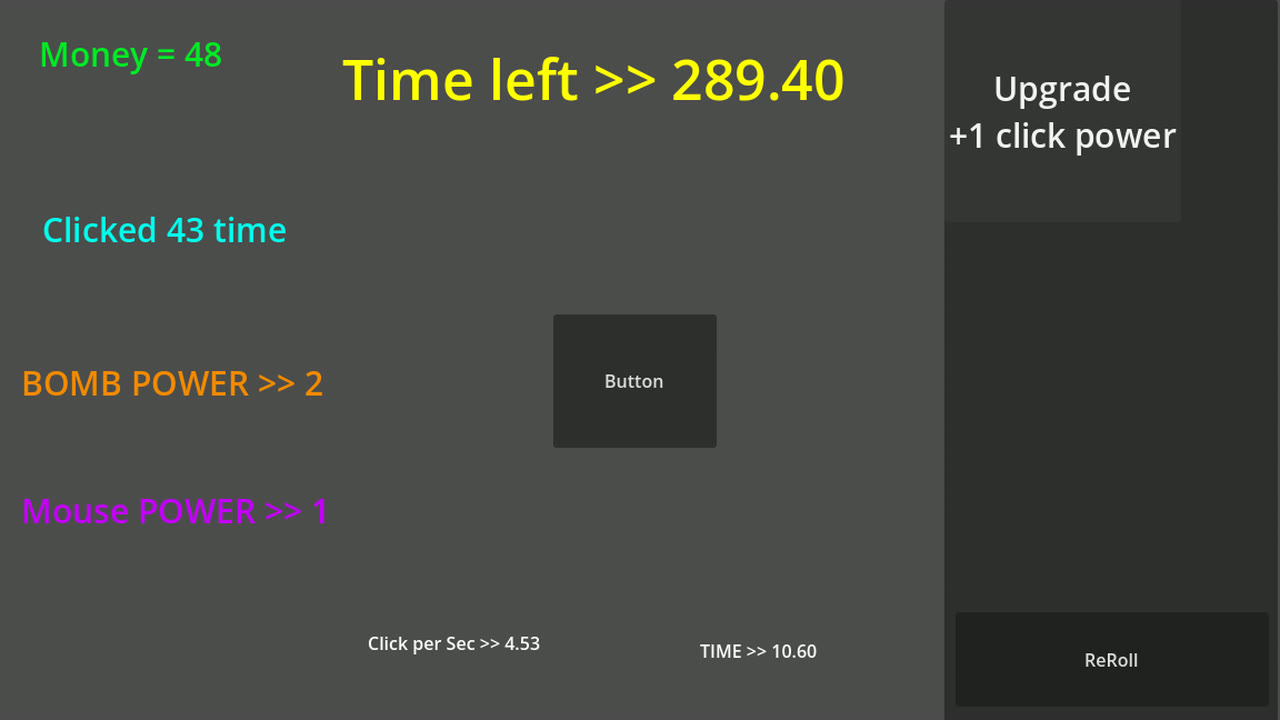 Money = 48
Time left >> 289.40
Upgrade
+1 click power
Clicked 43 time
BOMB POWER >> 2
Button
Mouse POWER >> 1
Click per Sec >> 4.53
TIME >> 10.60
ReRoll